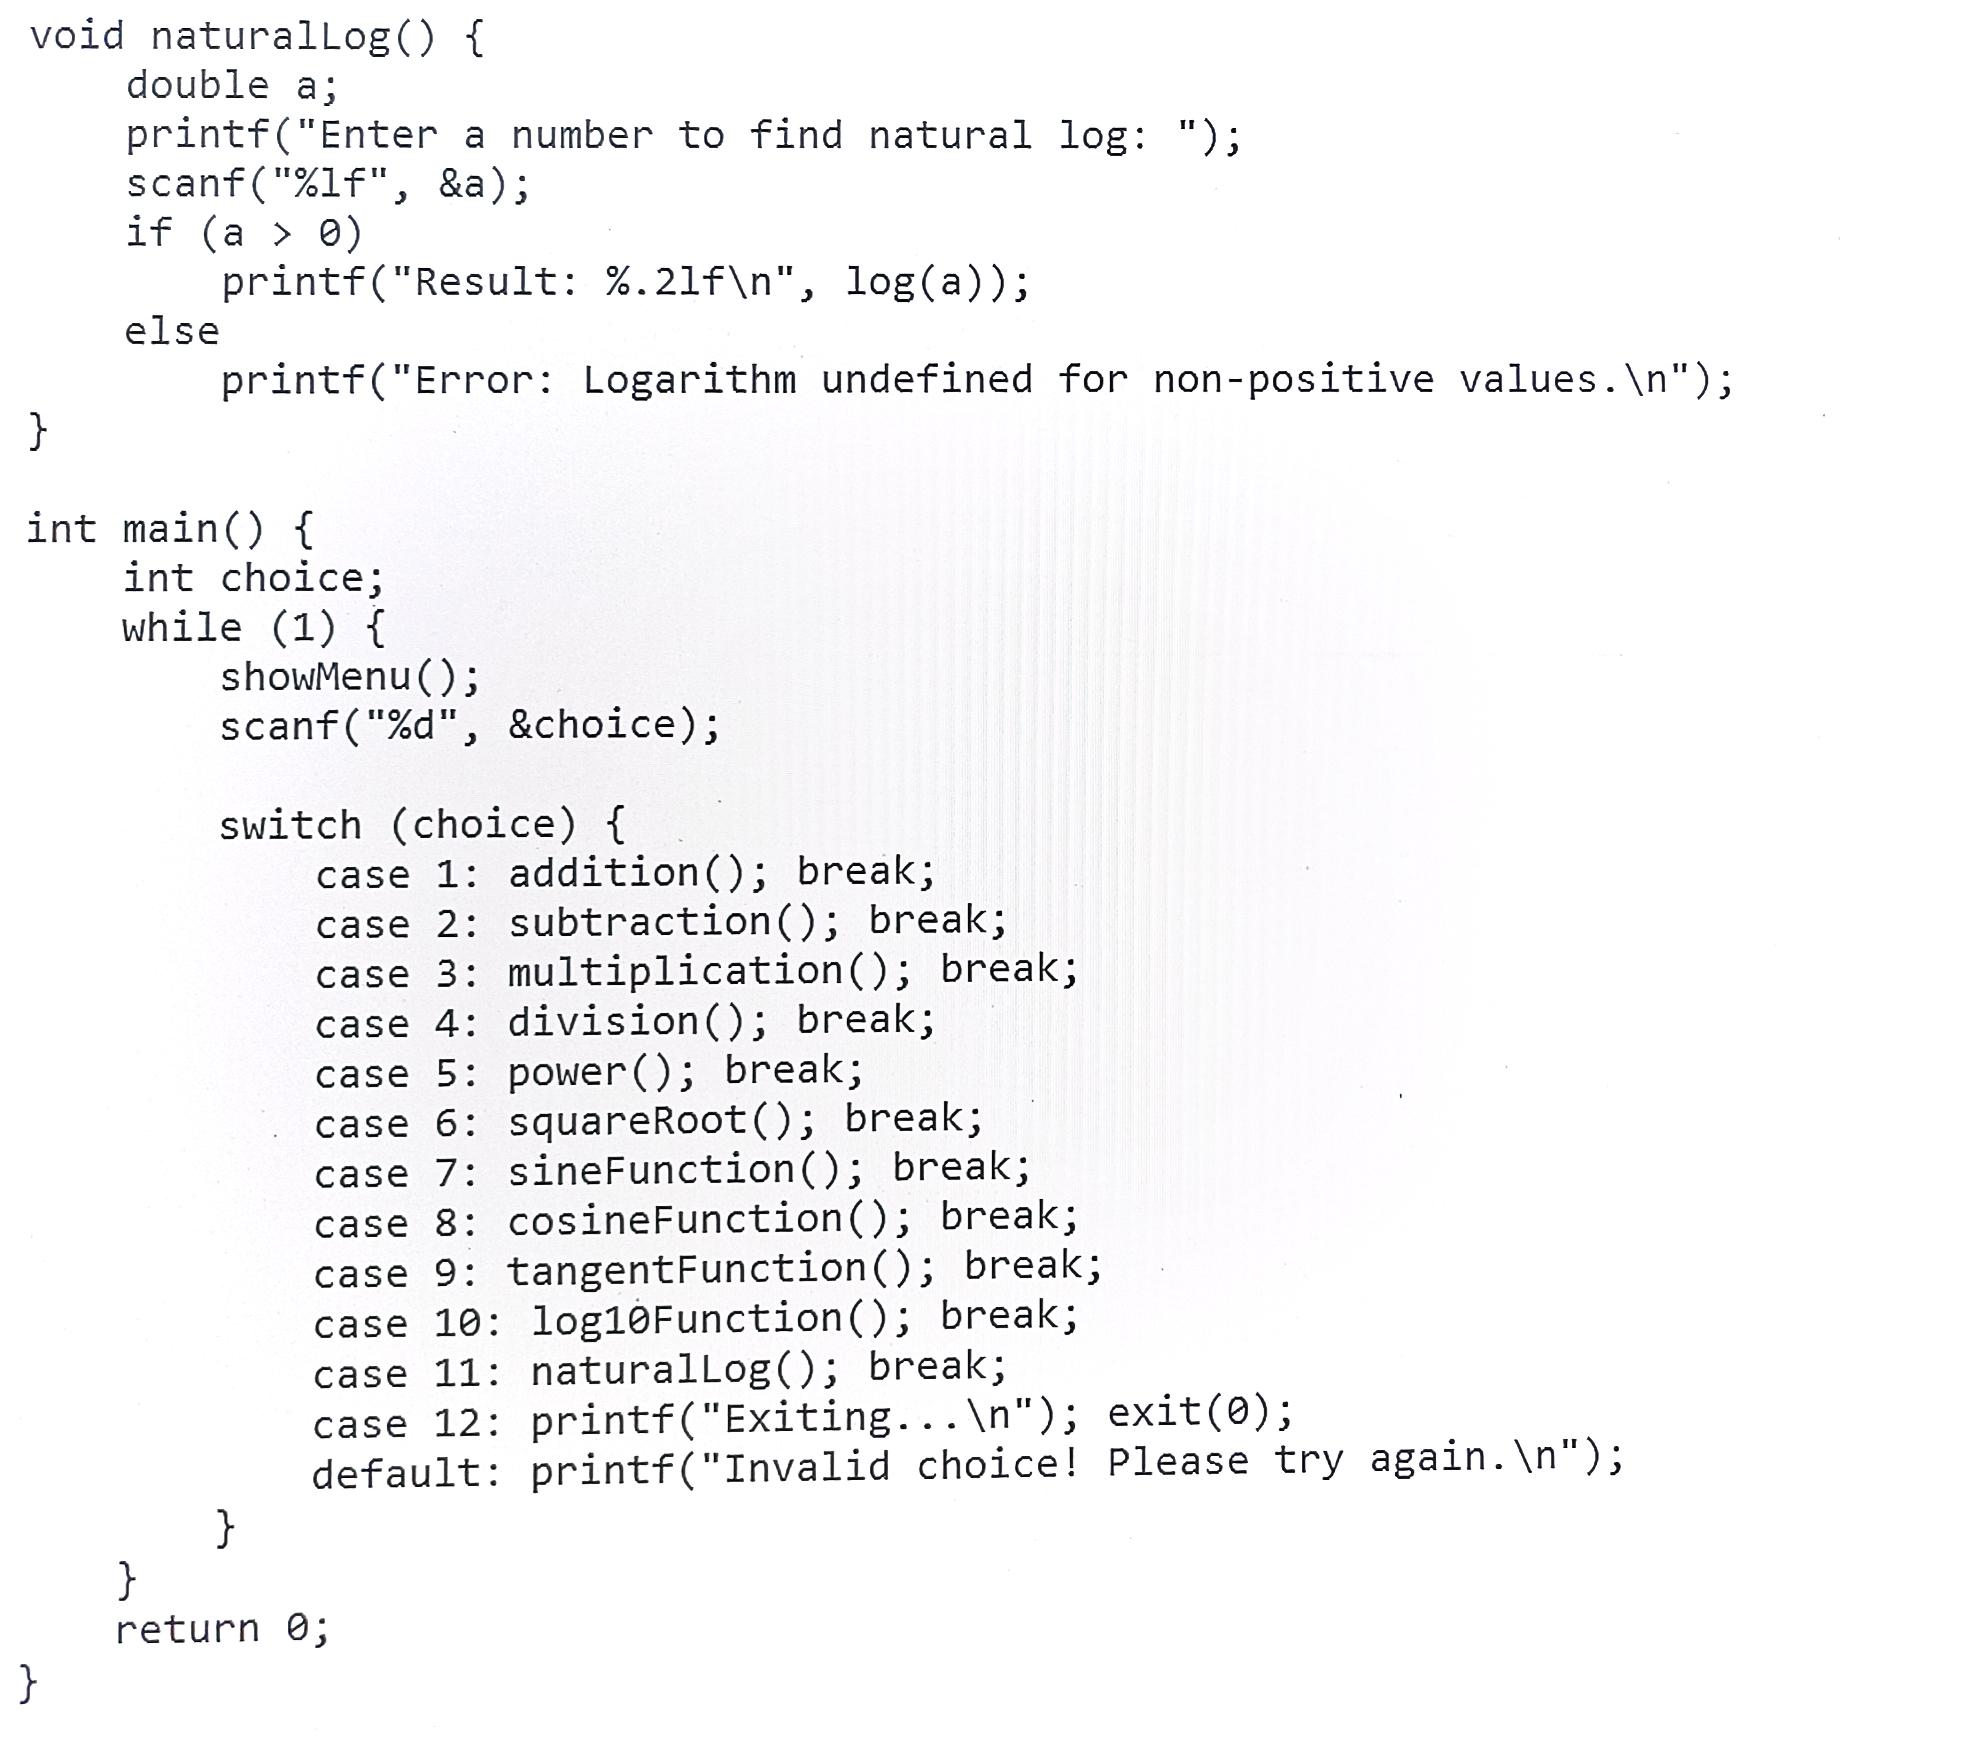 void naturalLog() {
    double a;
    printf("Enter a number to find natural log: ");
    scanf("%lf", &a);
    if (a > 0)
        printf("Result: %.2lf\n", log(a));
    else
        printf("Error: Logarithm undefined for non-positive values.\n");
}

int main() {
    int choice;
    while (1) {
        showMenu();
        scanf("%d", &choice);

        switch (choice) {
            case 1: addition(); break;
            case 2: subtraction(); break;
            case 3: multiplication(); break;
            case 4: division(); break;
            case 5: power(); break;
            case 6: squareRoot(); break;
            case 7: sineFunction(); break;
            case 8: cosineFunction(); break;
            case 9: tangentFunction(); break;
            case 10: log10Function(); break;
            case 11: naturalLog(); break;
            case 12: printf("Exiting...\n"); exit(0);
            default: printf("Invalid choice! Please try again.\n");
        }
    }
    return 0;
}